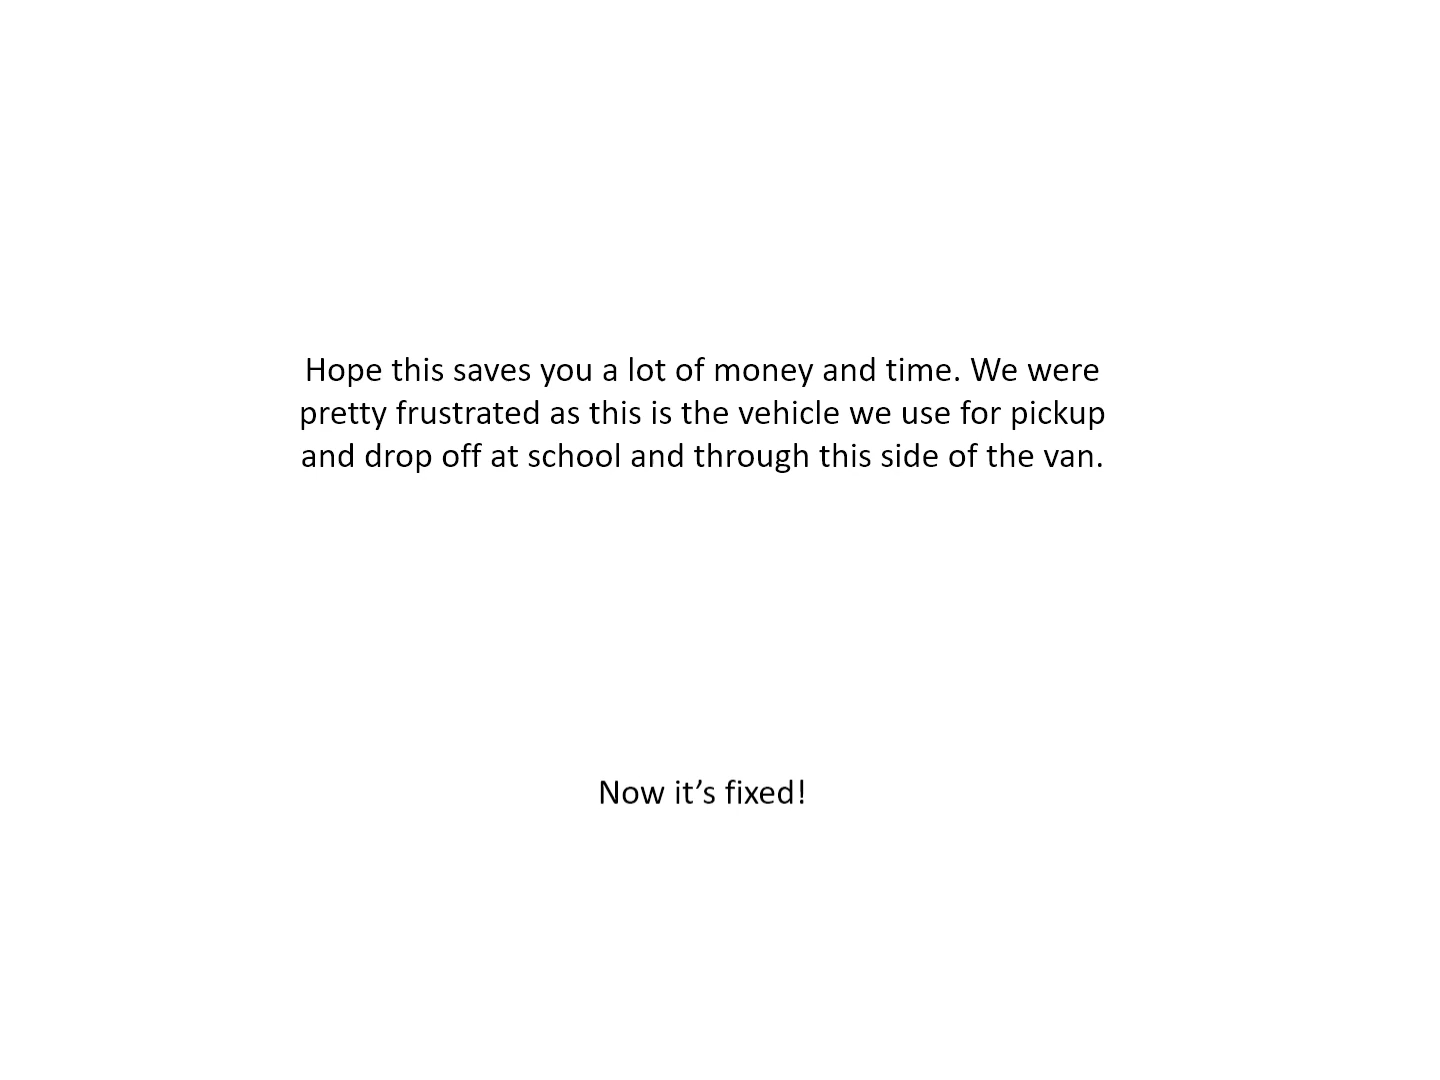 Hope this saves you a lot of money and time. We were
pretty frustrated as this is the vehicle we use for pickup
and drop off at school and through this side of the van.
Now it’s fixed!